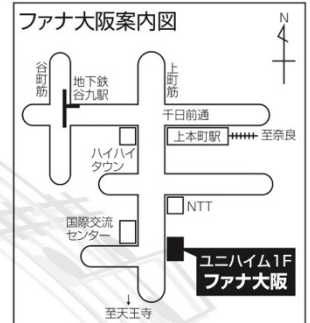 ファナ大阪案内図
N
谷町筋
地下鉄
谷九駅
上町筋
千日前通
上本町駅
至奈良
ハイハイ
タウン
NTT
国際交流
センター
ユニハイム1F
ファナ大阪
至天王寺